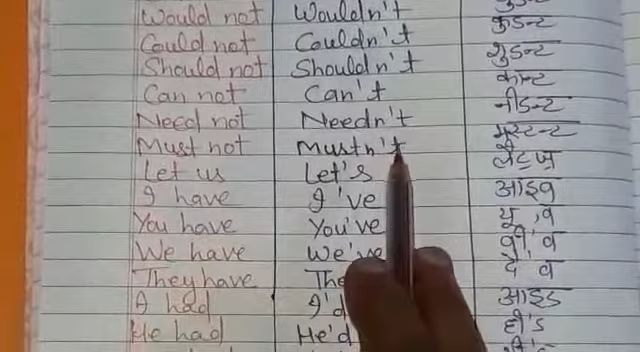 Would not Wouldn't
Could not Couldn't कुडन्ट
Should not Shouldn't शुडन्ट
Can not Can't कान्ट
Need not Needn't नीडन्ट
Must not Mustn't मस्टन्ट
Let us Let's लेट्ज़
I have I've आइव
You have You've यू'व
We have We've वी'व
They have The दे'व
I had I'd आइड
He had He'd ही'ड